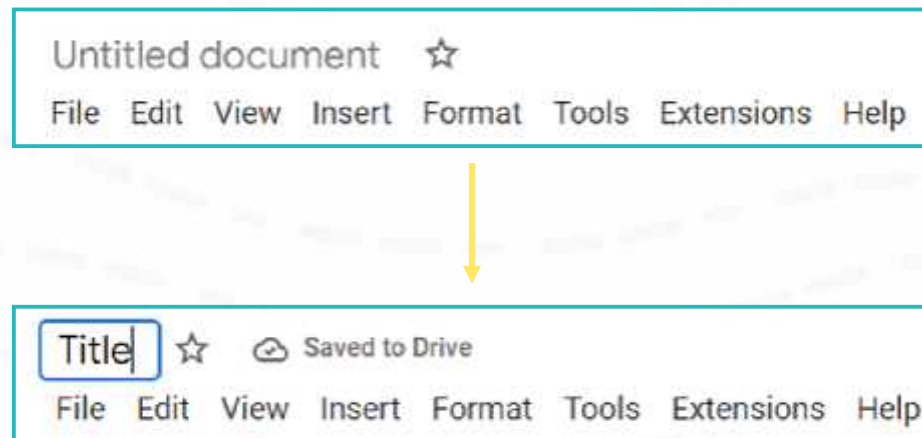 Untitled document
File Edit View Insert Format Tools Extensions Help
Title Saved to Drive
File Edit View Insert Format Tools Extensions Help